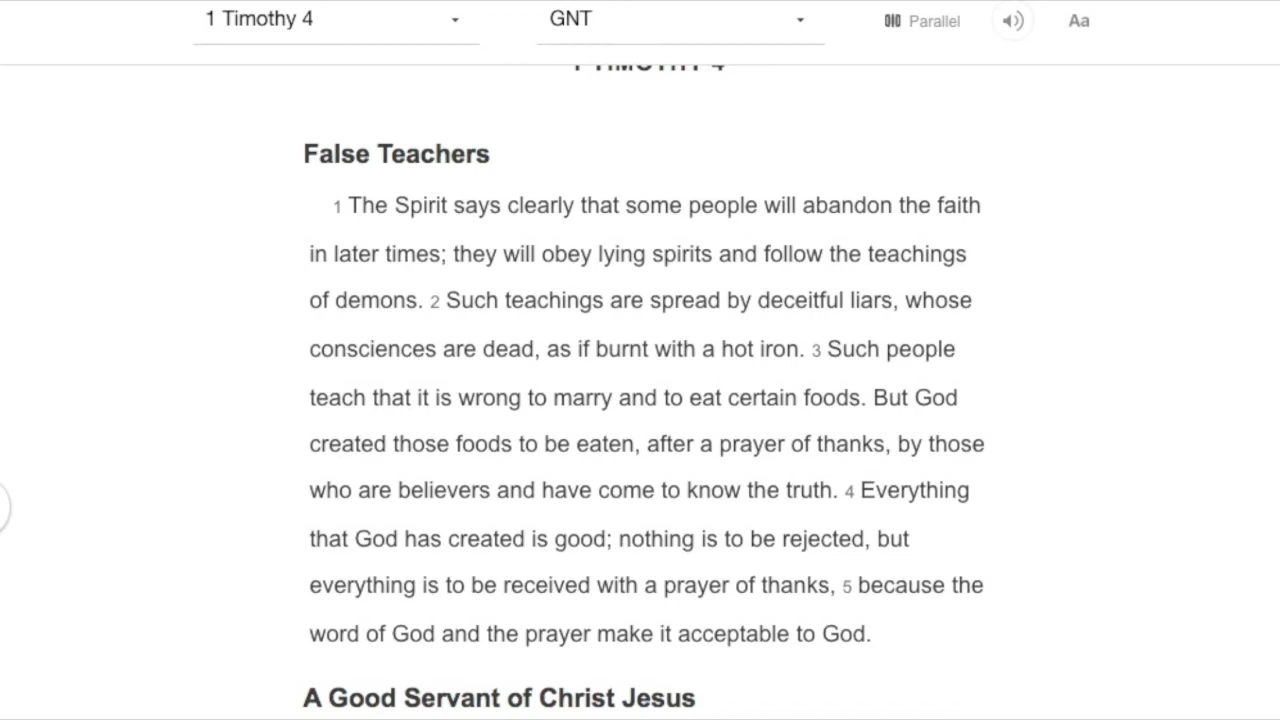 1 Timothy 4 GNT Parallel Aa
1 TIMOTHY 4
False Teachers
1 The Spirit says clearly that some people will abandon the faith
in later times; they will obey lying spirits and follow the teachings
of demons. 2 Such teachings are spread by deceitful liars, whose
consciences are dead, as if burnt with a hot iron. 3 Such people
teach that it is wrong to marry and to eat certain foods. But God
created those foods to be eaten, after a prayer of thanks, by those
who are believers and have come to know the truth. 4 Everything
that God has created is good; nothing is to be rejected, but
everything is to be received with a prayer of thanks, 5 because the
word of God and the prayer make it acceptable to God.
A Good Servant of Christ Jesus